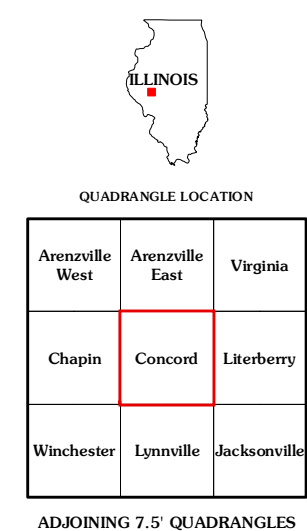 ILLINOIS
QUADRANGLE LOCATION
Arenzville
West
Arenzville
East
Virginia
Chapin
Concord
Literberry
Winchester
Lynnville
Jacksonville
ADJOINING 7.5' QUADRANGLES